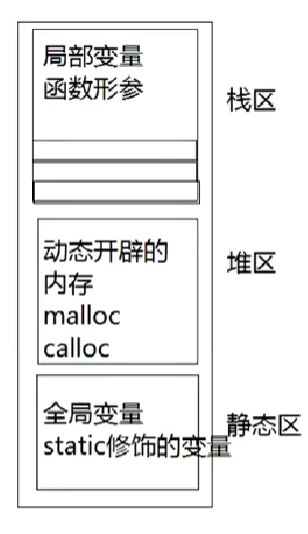 局部变量
函数形参
栈区
动态开辟的
内存
malloc
calloc
堆区
全局变量
static修饰的变量
静态区